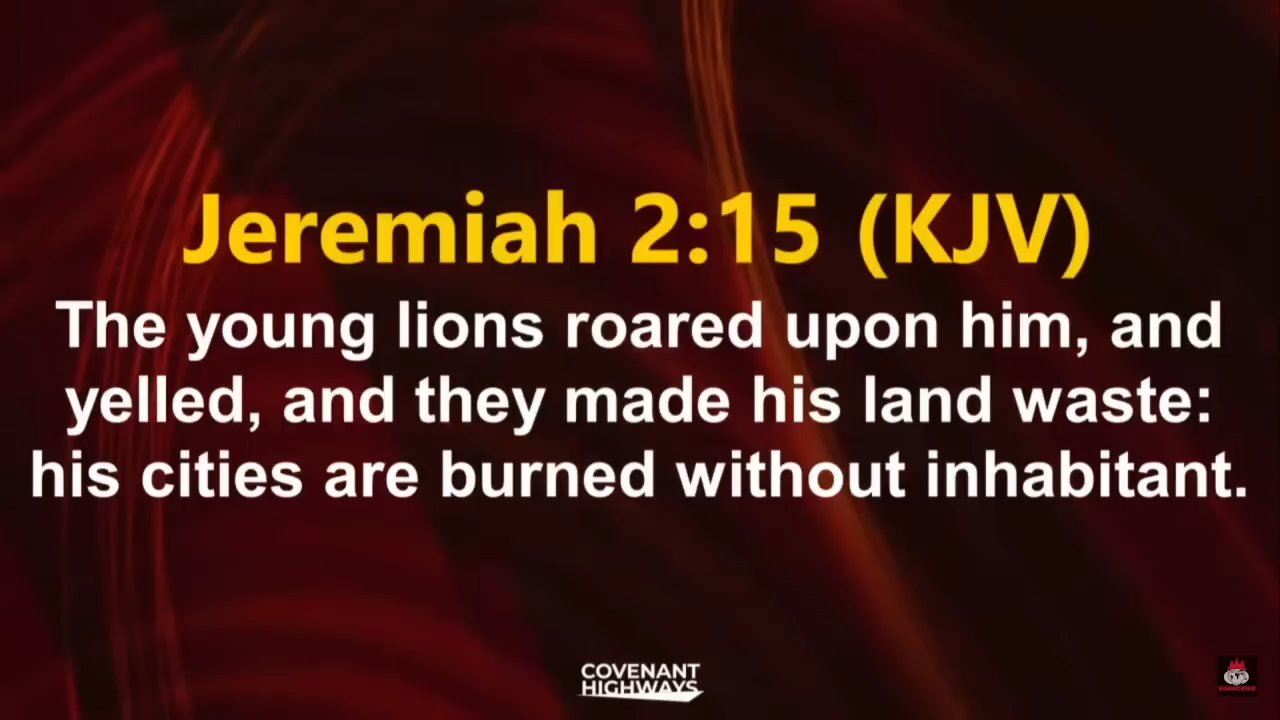 Jeremiah 2:15 (KJV)
The young lions roared upon him, and
yelled, and they made his land waste:
his cities are burned without inhabitant.
COVENANT
HIGHWAYS